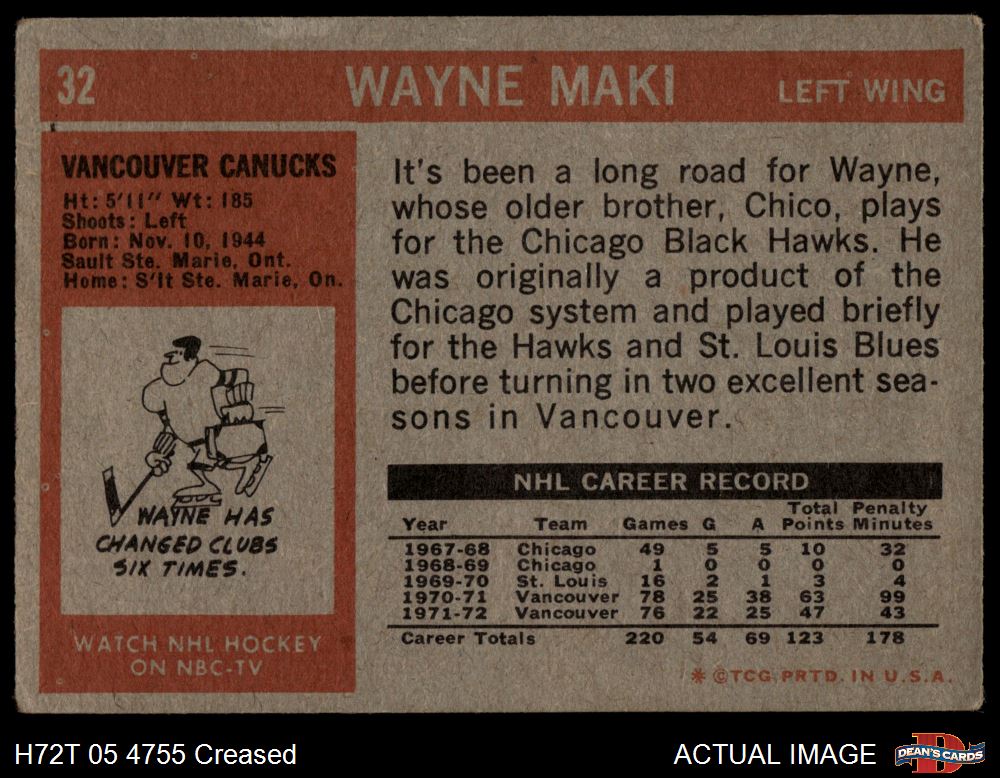 32 WAYNE MAKI LEFT WING
VANCOUVER CANUCKS
Ht: 5'11" Wt: 185
Shoots: Left
Born: Nov. 10, 1944
Sault Ste. Marie, Ont.
Home: S'lt Ste. Marie, On.
WAYNE HAS
CHANGED CLUBS
SIX TIMES.
WATCH NHL HOCKEY
ON NBC-TV
It's been a long road for Wayne,
whose older brother, Chico, plays
for the Chicago Black Hawks. He
was originally a product of the
Chicago system and played briefly
for the Hawks and St. Louis Blues
before turning in two excellent sea-
sons in Vancouver.
NHL CAREER RECORD
Year Team Games G A Total Points Penalty Minutes
1967-68 Chicago 49 5 5 10 32
1968-69 Chicago 1 0 0 0 0
1969-70 St. Louis 16 2 1 3 4
1970-71 Vancouver 78 25 38 63 99
1971-72 Vancouver 76 22 25 47 43
Career Totals 220 54 69 123 178
* ©TCG PRTD. IN U.S.A.
H72T 05 4755 Creased
ACTUAL IMAGE
DEAN'S CARDS